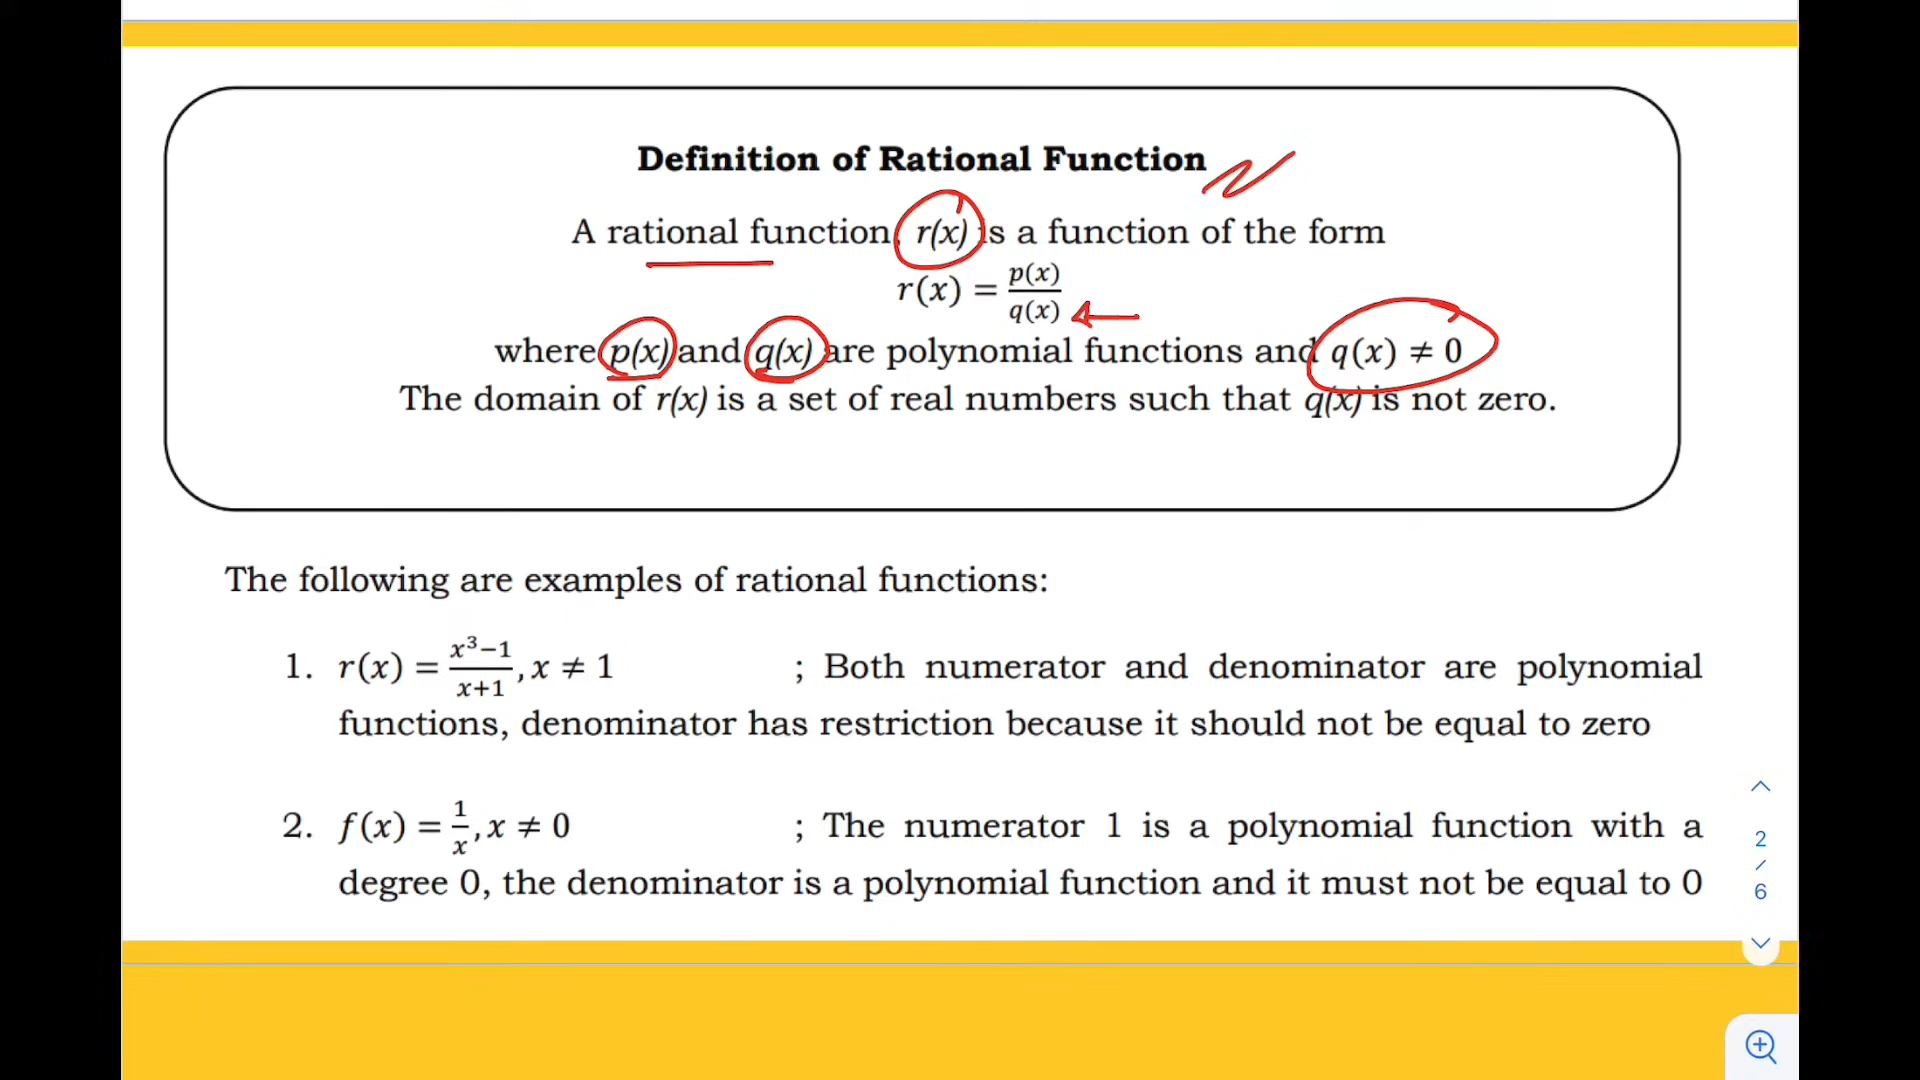 Definition of Rational Function
A rational function, r(x) is a function of the form
r(x) = p(x)/q(x)
where p(x) and q(x) are polynomial functions and q(x) ≠ 0
The domain of r(x) is a set of real numbers such that q(x) is not zero.
The following are examples of rational functions:
1. r(x) = x³−1/x+1, x ≠ 1 ; Both numerator and denominator are polynomial
functions, denominator has restriction because it should not be equal to zero
2. f(x) = 1/x, x ≠ 0 ; The numerator 1 is a polynomial function with a
degree 0, the denominator is a polynomial function and it must not be equal to 0
2
/
6